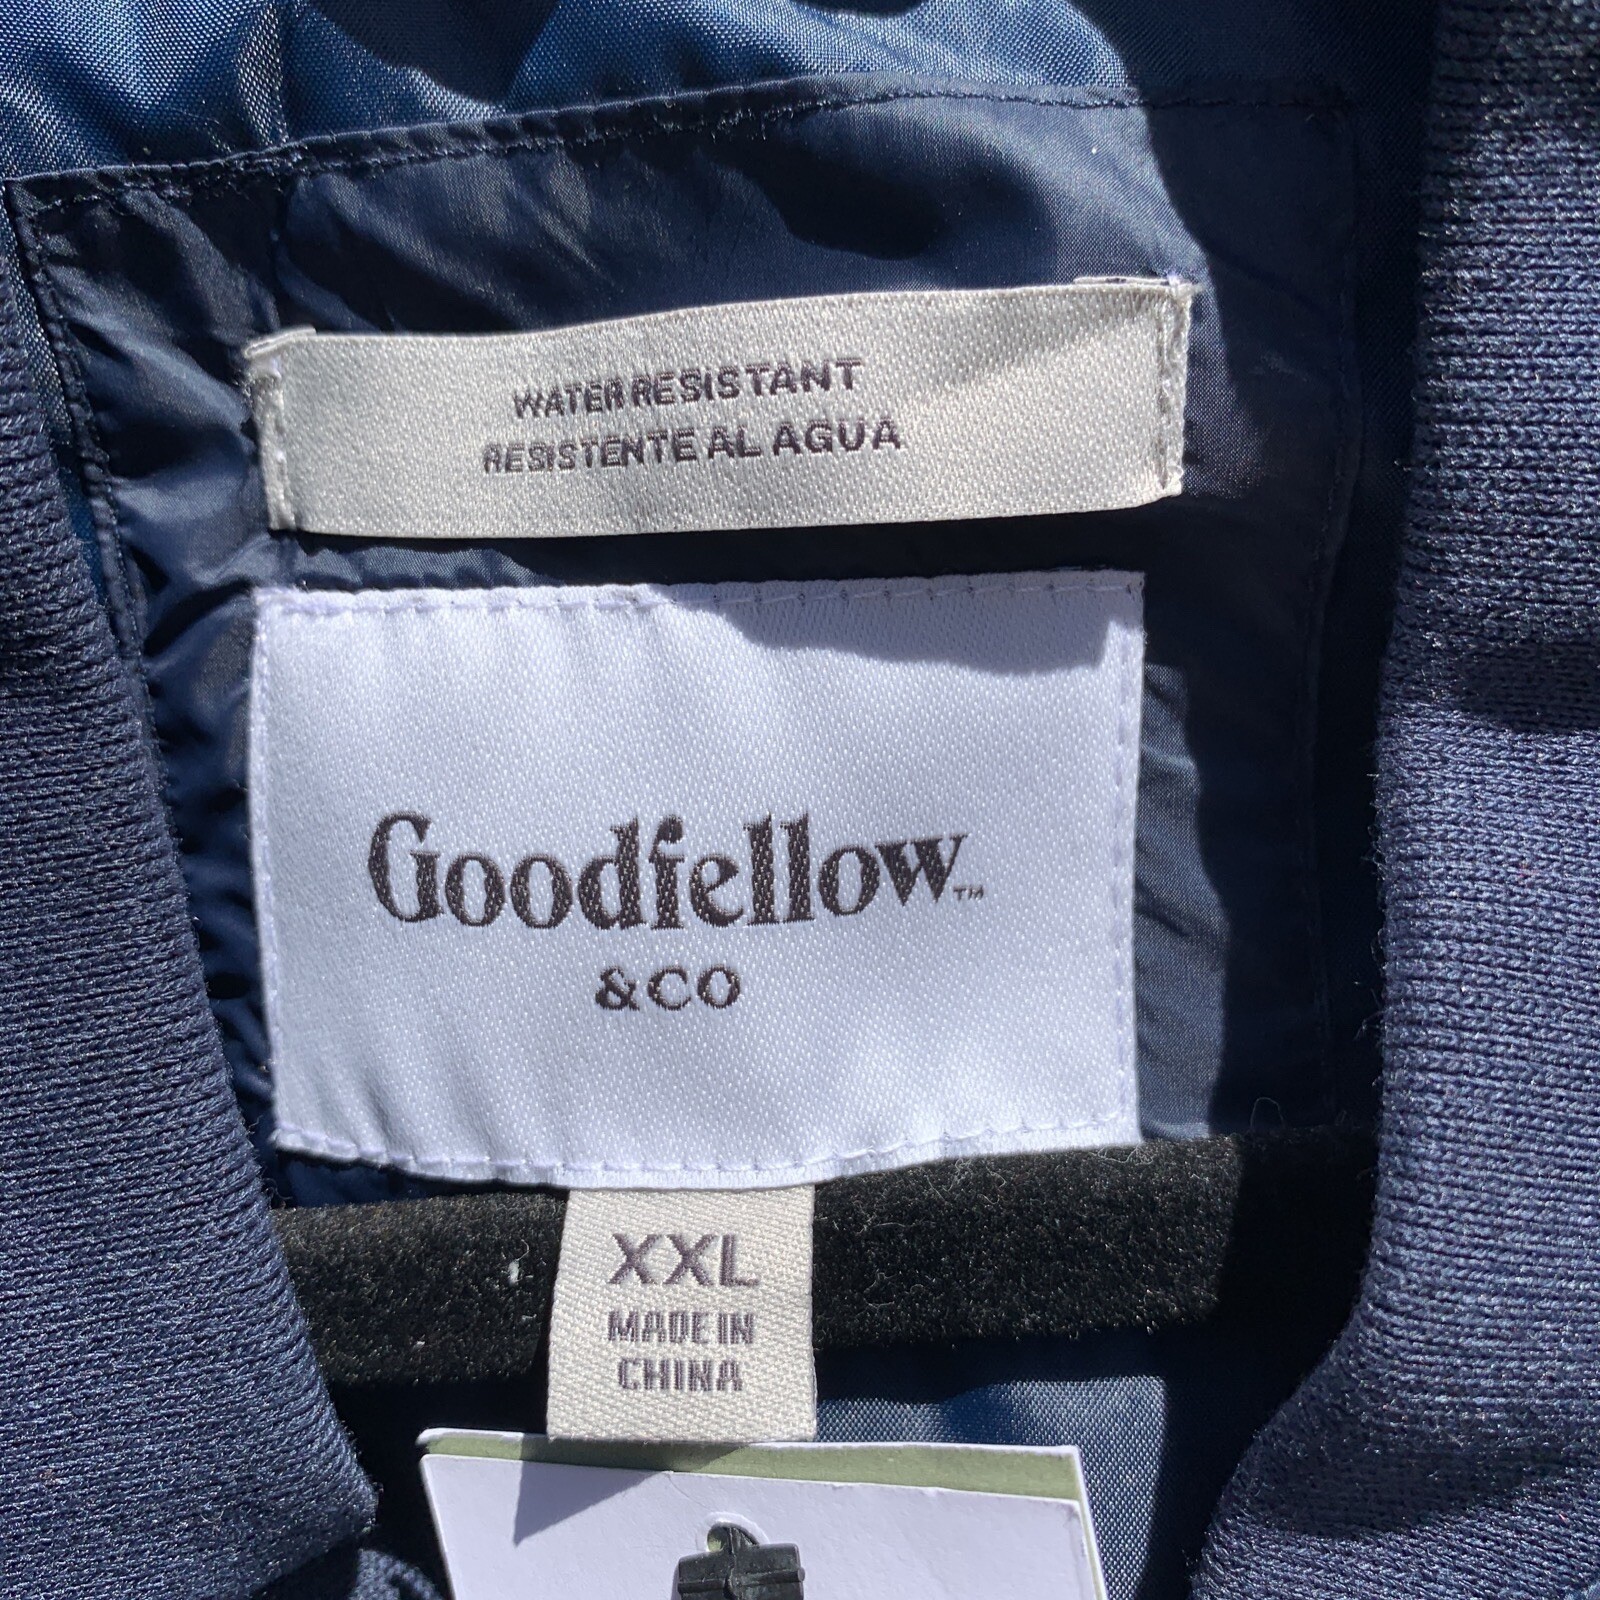 WATER RESISTANT
RESISTENTE AL AGUA
Goodfellow™
&CO
XXL
MADE IN
CHINA